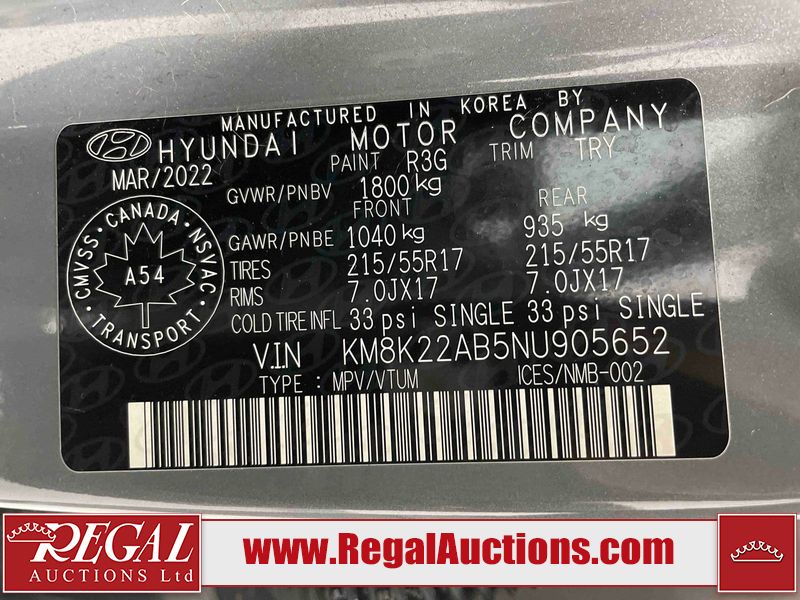 MANUFACTURED IN KOREA BY
HYUNDAI MOTOR COMPANY
MAR/2022 PAINT R3G TRIM TRY
GVWR/PNBV 1800 kg
FRONT REAR
GAWR/PNBE 1040 kg 935 kg
TIRES 215/55R17 215/55R17
RIMS 7.0JX17 7.0JX17
COLD TIRE INFL 33 psi SINGLE 33 psi SINGLE
V.I.N KM8K22AB5NU905652
TYPE : MPV/VTUM ICES/NMB-002
CMVSS • CANADA • NSVAC
A54
TRANSPORT
REGAL
AUCTIONS Ltd
www.RegalAuctions.com